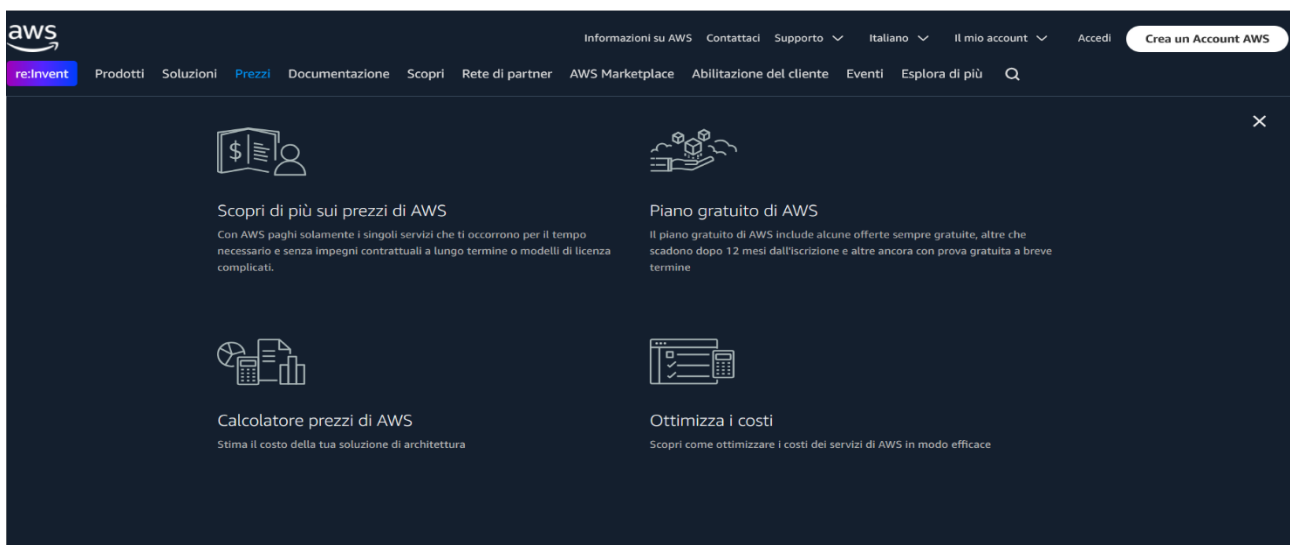 aws
Informazioni su AWS Contattaci Supporto Italiano Il mio account Accedi Crea un Account AWS
re:Invent Prodotti Soluzioni Prezzi Documentazione Scopri Rete di partner AWS Marketplace Abilitazione del cliente Eventi Esplora di più
$
Scopri di più sui prezzi di AWS
Con AWS paghi solamente i singoli servizi che ti occorrono per il tempo
necessario e senza impegni contrattuali a lungo termine o modelli di licenza
complicati.
Piano gratuito di AWS
Il piano gratuito di AWS include alcune offerte sempre gratuite, altre che
scadono dopo 12 mesi dall'iscrizione e altre ancora con prova gratuita a breve
termine
Calcolatore prezzi di AWS
Stima il costo della tua soluzione di architettura
Ottimizza i costi
Scopri come ottimizzare i costi dei servizi di AWS in modo efficace